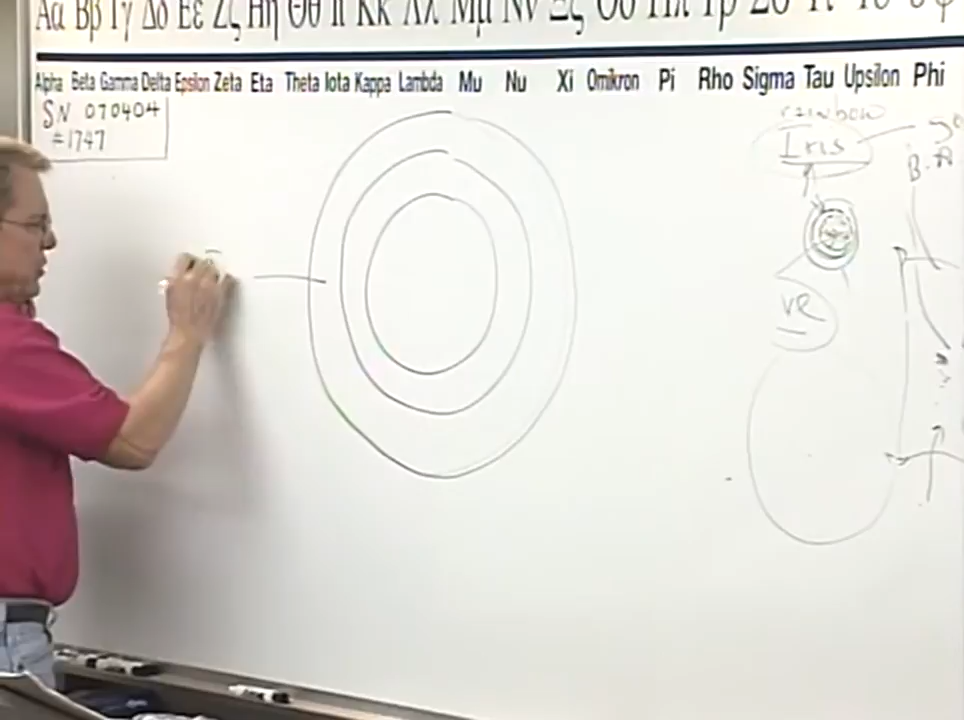 Αα Ββ Γγ Δδ Εε Ζζ Ηη Θθ Ιι Κκ Λλ Μμ Νν Ξς Οο Ππ Ρρ Σσ
Alpha Beta Gamma Delta Epsilon Zeta Eta Theta Iota Kappa Lambda Mu Nu Xi Omikron Pi Rho Sigma Tau Upsilon Phi
SN 070404
#1747
rainbow
Iris
B.A
VR